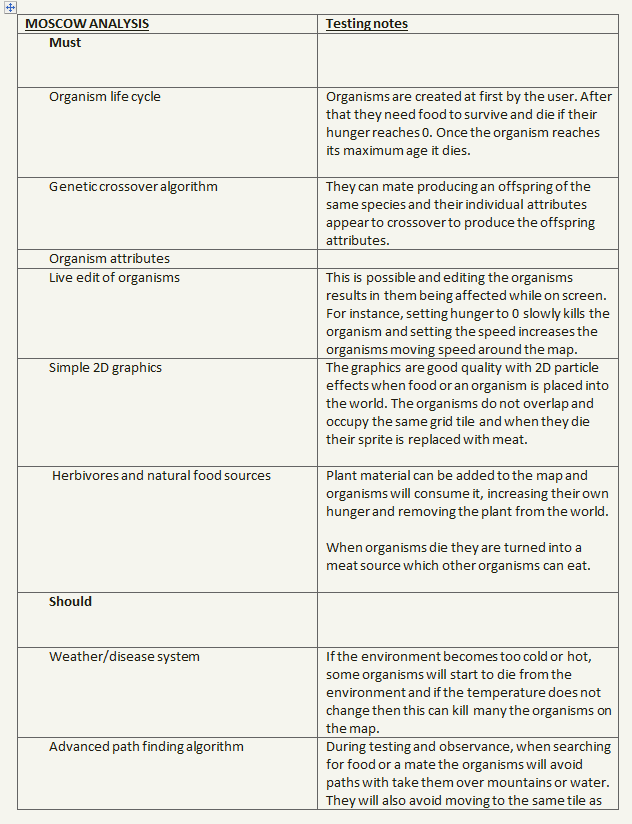 MOSCOW ANALYSIS
Testing notes
Must
Organism life cycle
Organisms are created at first by the user. After
that they need food to survive and die if their
hunger reaches 0. Once the organism reaches
its maximum age it dies.
Genetic crossover algorithm
They can mate producing an offspring of the
same species and their individual attributes
appear to crossover to produce the offspring
attributes.
Organism attributes
Live edit of organisms
This is possible and editing the organisms
results in them being affected while on screen.
For instance, setting hunger to 0 slowly kills the
organism and setting the speed increases the
organisms moving speed around the map.
Simple 2D graphics
The graphics are good quality with 2D particle
effects when food or an organism is placed into
the world. The organisms do not overlap and
occupy the same grid tile and when they die
their sprite is replaced with meat.
Herbivores and natural food sources
Plant material can be added to the map and
organisms will consume it, increasing their own
hunger and removing the plant from the world.
When organisms die they are turned into a
meat source which other organisms can eat.
Should
Weather/disease system
If the environment becomes too cold or hot,
some organisms will start to die from the
environment and if the temperature does not
change then this can kill many the organisms on
the map.
Advanced path finding algorithm
During testing and observance, when searching
for food or a mate the organisms will avoid
paths with take them over mountains or water.
They will also avoid moving to the same tile as